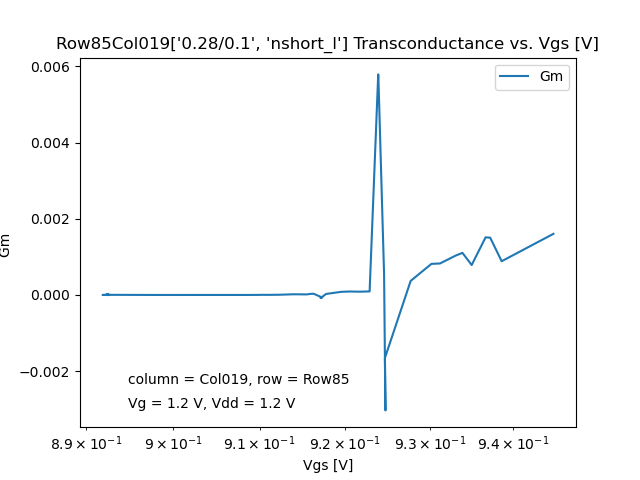 Row85Col019['0.28/0.1', 'nshort_l'] Transconductance vs. Vgs [V]
Gm
0.006
0.004
0.002
0.000
−0.002
Gm
column = Col019, row = Row85
Vg = 1.2 V, Vdd = 1.2 V
8.9 × 10⁻¹ 9 × 10⁻¹ 9.1 × 10⁻¹ 9.2 × 10⁻¹ 9.3 × 10⁻¹ 9.4 × 10⁻¹
Vgs [V]